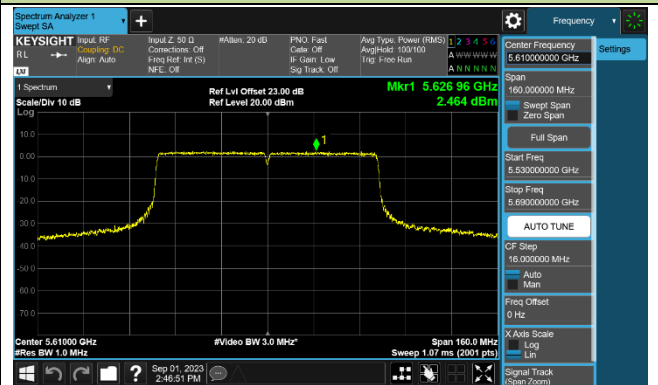 Spectrum Analyzer 1
Swept SA
+
Frequency
KEYSIGHT
RL
LXI
Input: RF
Coupling: DC
Align: Auto
Input Z: 50 Ω
Corrections: Off
Freq Ref: Int (S)
NFE: Off
#Atten: 20 dB
PNO: Fast
Gate: Off
IF Gain: Low
Sig Track: Off
Avg Type: Power (RMS)
Avg|Hold: 100/100
Trig: Free Run
1 2 3 4 5 6
A W W W W W
A N N N N N
Center Frequency
5.610000000 GHz
Settings
Span
160.000000 MHz
Swept Span
Zero Span
Full Span
Start Freq
5.530000000 GHz
Stop Freq
5.690000000 GHz
AUTO TUNE
CF Step
16.000000 MHz
Auto
Man
Freq Offset
0 Hz
X Axis Scale
Log
Lin
Signal Track
(Span Zoom)
1 Spectrum
Scale/Div 10 dB
Log
Ref Lvl Offset 23.00 dB
Ref Level 20.00 dBm
Mkr1 5.626 96 GHz
2.464 dBm
1
10.0
0.00
-10.0
-20.0
-30.0
-40.0
-50.0
-60.0
-70.0
Center 5.61000 GHz
#Res BW 1.0 MHz
#Video BW 3.0 MHz*
Span 160.0 MHz
Sweep 1.07 ms (2001 pts)
?
Sep 01, 2023
2:46:51 PM